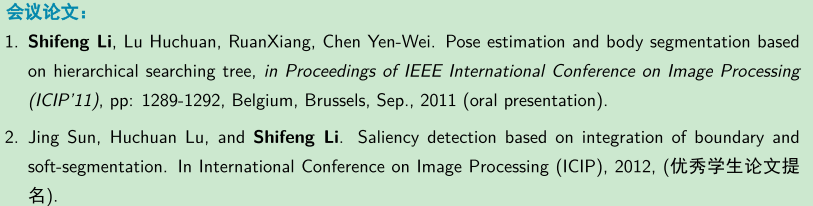 会议论文：
1. Shifeng Li, Lu Huchuan, RuanXiang, Chen Yen-Wei. Pose estimation and body segmentation based
on hierarchical searching tree, in Proceedings of IEEE International Conference on Image Processing
(ICIP'11), pp: 1289-1292, Belgium, Brussels, Sep., 2011 (oral presentation).
2. Jing Sun, Huchuan Lu, and Shifeng Li. Saliency detection based on integration of boundary and
soft-segmentation. In International Conference on Image Processing (ICIP), 2012, (优秀学生论文提
名).